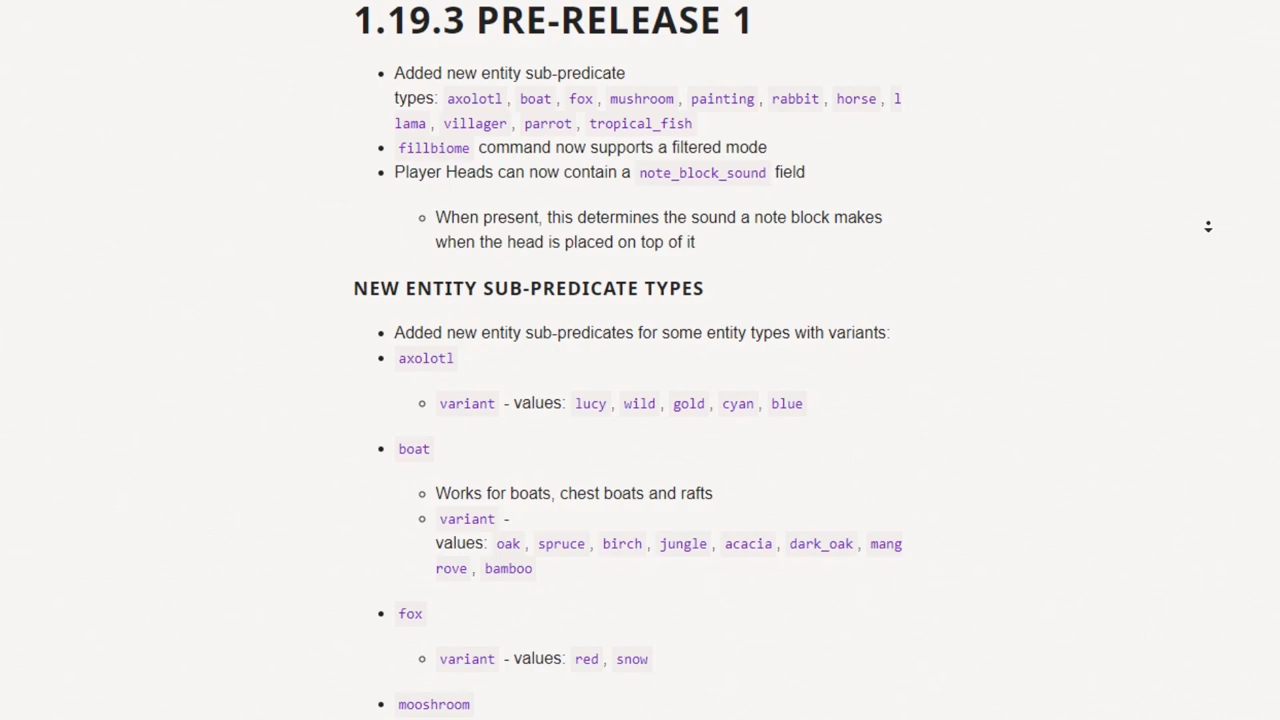 1.19.3 PRE-RELEASE 1
• Added new entity sub-predicate
types: axolotl, boat, fox, mushroom, painting, rabbit, horse, l
lama, villager, parrot, tropical_fish
• fillbiome command now supports a filtered mode
• Player Heads can now contain a note_block_sound field
○ When present, this determines the sound a note block makes
when the head is placed on top of it
NEW ENTITY SUB-PREDICATE TYPES
• Added new entity sub-predicates for some entity types with variants:
• axolotl
○ variant - values: lucy, wild, gold, cyan, blue
• boat
○ Works for boats, chest boats and rafts
○ variant -
values: oak, spruce, birch, jungle, acacia, dark_oak, mang
rove, bamboo
• fox
○ variant - values: red, snow
• mooshroom